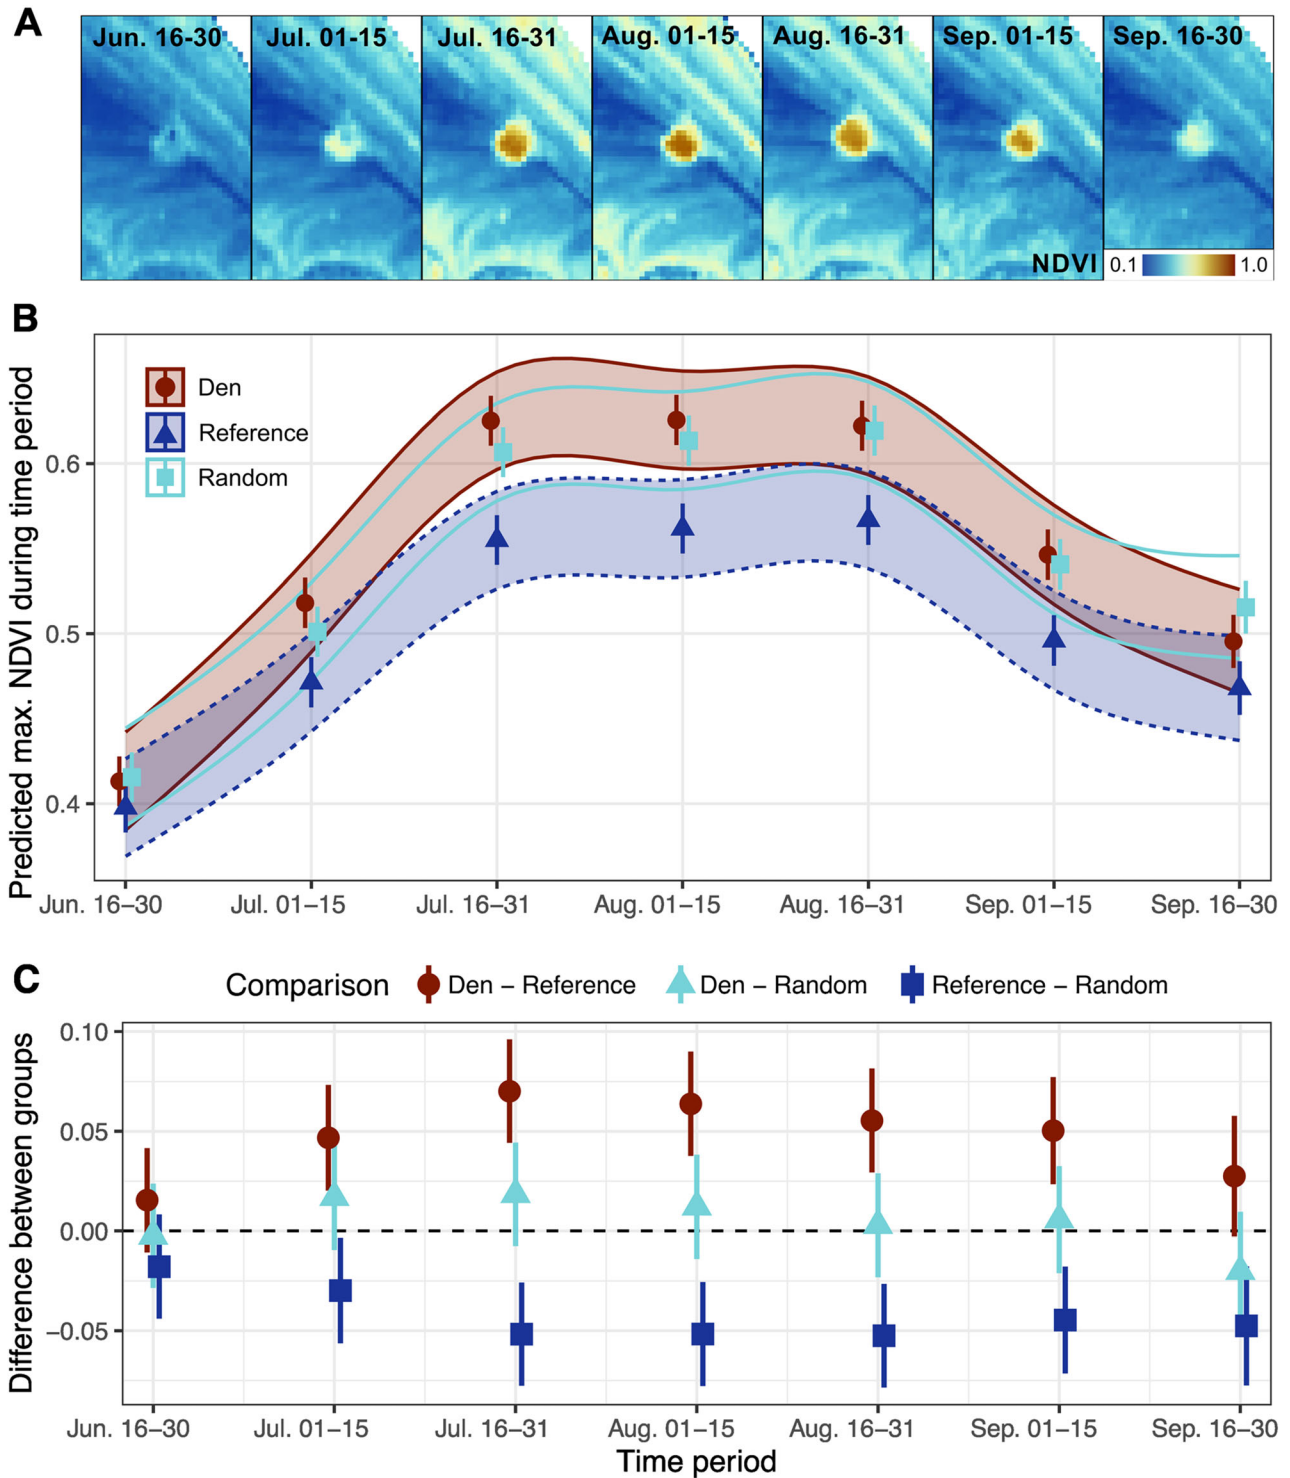 A
Jun. 16-30 Jul. 01-15 Jul. 16-31 Aug. 01-15 Aug. 16-31 Sep. 01-15 Sep. 16-30
NDVI 0.1 1.0
B
Predicted max. NDVI during time period
Den
Reference
Random
0.6
0.5
0.4
Jun. 16–30 Jul. 01–15 Jul. 16–31 Aug. 01–15 Aug. 16–31 Sep. 01–15 Sep. 16–30
C
Comparison Den – Reference Den – Random Reference – Random
Difference between groups
0.10
0.05
0.00
−0.05
Jun. 16–30 Jul. 01–15 Jul. 16–31 Aug. 01–15 Aug. 16–31 Sep. 01–15 Sep. 16–30
Time period